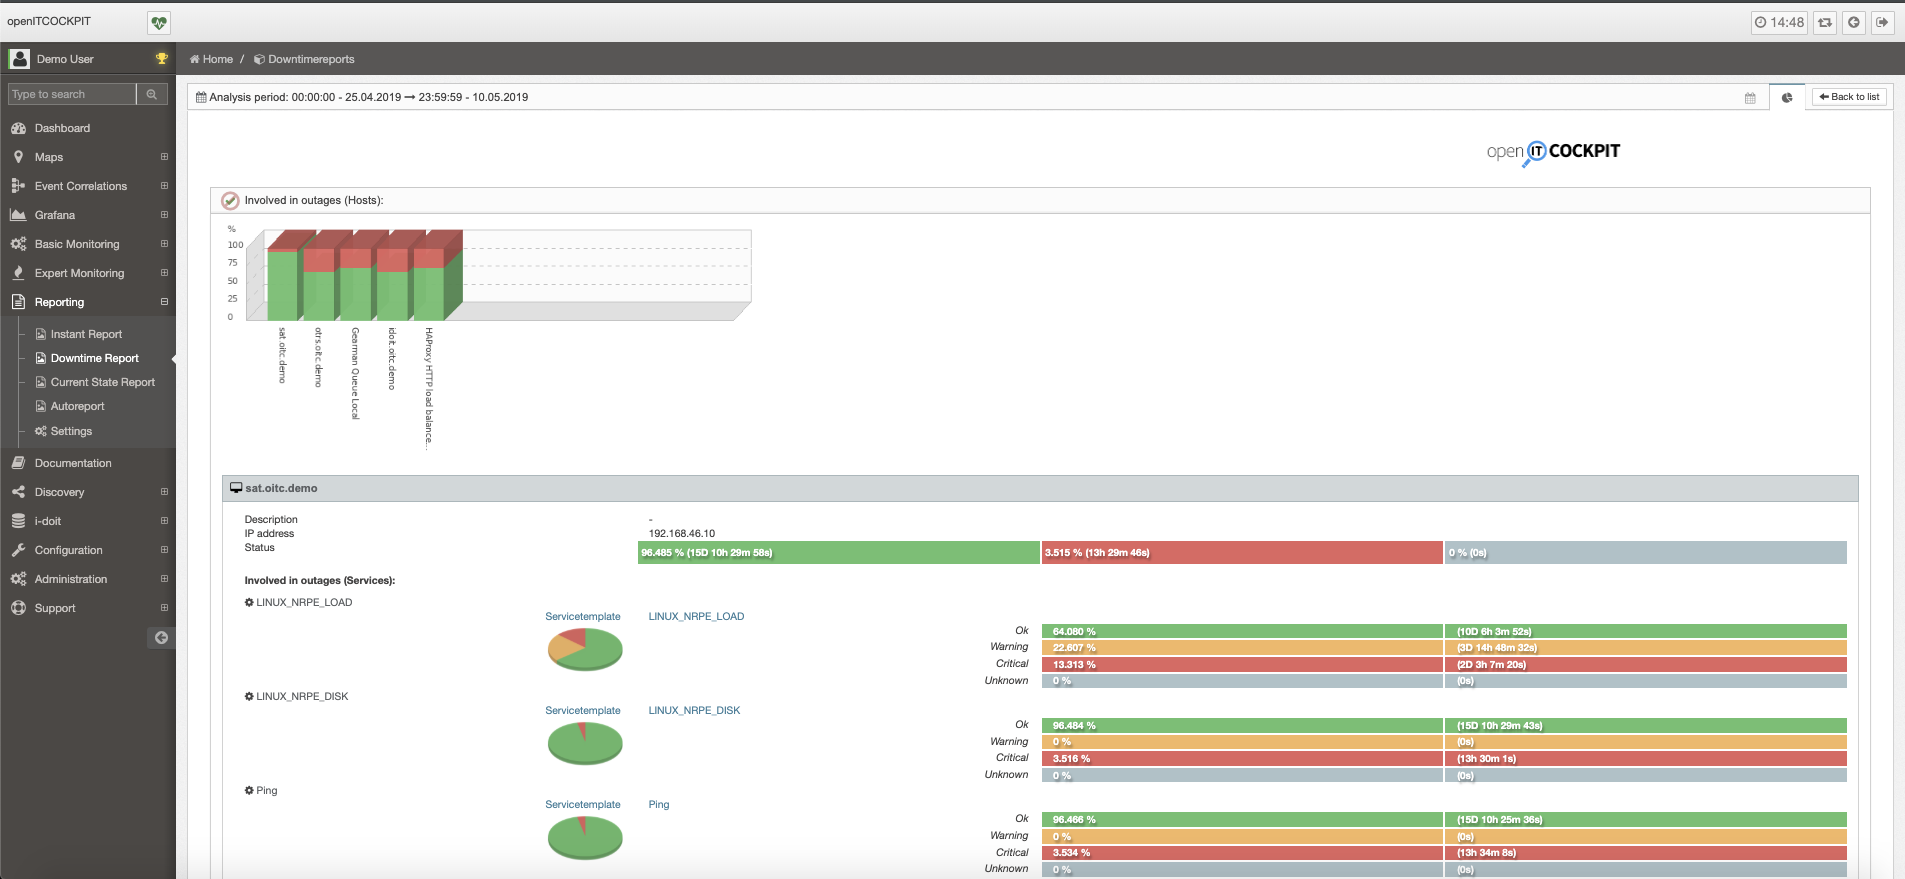 openITCOCKPIT
14:48
Demo User
Home / Downtimereports
Type to search
Analysis period: 00:00:00 - 25.04.2019 → 23:59:59 - 10.05.2019
Back to list
Dashboard
Maps
Event Correlations
Grafana
Basic Monitoring
Expert Monitoring
Reporting
Instant Report
Downtime Report
Current State Report
Autoreport
Settings
Documentation
Discovery
i-doit
Configuration
Administration
Support
open IT COCKPIT
Involved in outages (Hosts):
%
100
75
50
25
0
sat.oitc.demo
otrs.oitc.demo
Gearman Queue Local
idoit.oitc.demo
HAProxy HTTP load balance...
sat.oitc.demo
Description -
IP address 192.168.46.10
Status 96.485 % (15D 10h 29m 58s) 3.515 % (13h 29m 46s) 0 % (0s)
Involved in outages (Services):
LINUX_NRPE_LOAD
Servicetemplate LINUX_NRPE_LOAD
Ok 64.080 % (10D 6h 3m 52s)
Warning 22.607 % (3D 14h 48m 32s)
Critical 13.313 % (2D 3h 7m 20s)
Unknown 0 % (0s)
LINUX_NRPE_DISK
Servicetemplate LINUX_NRPE_DISK
Ok 96.484 % (15D 10h 29m 43s)
Warning 0 % (0s)
Critical 3.516 % (13h 30m 1s)
Unknown 0 % (0s)
Ping
Servicetemplate Ping
Ok 96.466 % (15D 10h 25m 36s)
Warning 0 % (0s)
Critical 3.534 % (13h 34m 8s)
Unknown 0 % (0s)